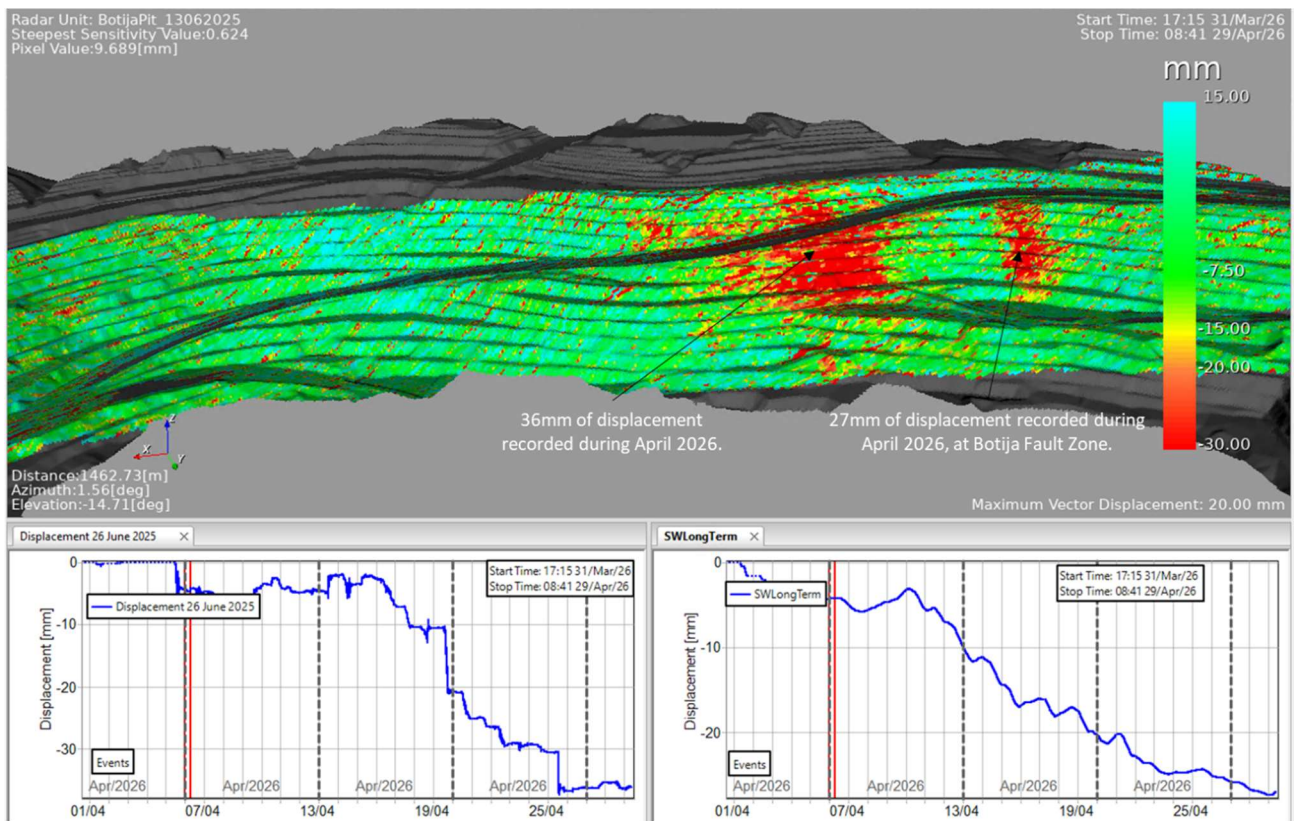 Radar Unit: BotijaPit_13062025
Steepest Sensitivity Value:0.624
Pixel Value:9.689[mm]
Start Time: 17:15 31/Mar/26
Stop Time: 08:41 29/Apr/26
mm
15.00
-7.50
-15.00
-20.00
-30.00
36mm of displacement
recorded during April 2026.
27mm of displacement recorded during
April 2026, at Botija Fault Zone.
Z
X
Y
Distance:1462.73[m]
Azimuth:1.56[deg]
Elevation:-14.71[deg]
Maximum Vector Displacement: 20.00 mm
Displacement 26 June 2025
Displacement [mm]
0
-10
-20
-30
Start Time: 17:15 31/Mar/26
Stop Time: 08:41 29/Apr/26
Displacement 26 June 2025
Events
Apr/2026 Apr/2026 Apr/2026 Apr/2026
01/04 07/04 13/04 19/04 25/04
SWLongTerm
Displacement [mm]
0
-10
-20
Start Time: 17:15 31/Mar/26
Stop Time: 08:41 29/Apr/26
SWLongTerm
Events
Apr/2026 Apr/2026 Apr/2026 Apr/2026
01/04 07/04 13/04 19/04 25/04